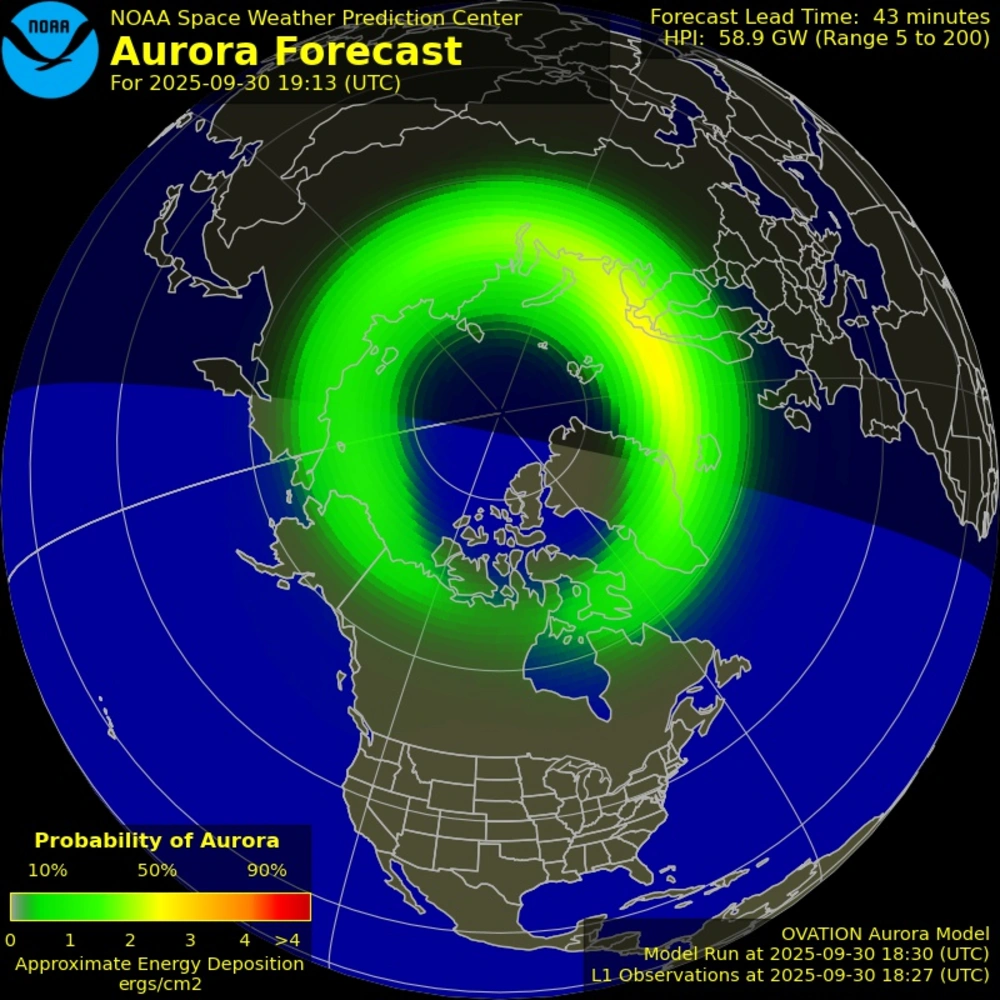 NOAA
NOAA Space Weather Prediction Center
Aurora Forecast
For 2025-09-30 19:13 (UTC)
Forecast Lead Time: 43 minutes
HPI: 58.9 GW (Range 5 to 200)
Probability of Aurora
10% 50% 90%
0 1 2 3 4 >4
Approximate Energy Deposition
ergs/cm2
OVATION Aurora Model
Model Run at 2025-09-30 18:30 (UTC)
L1 Observations at 2025-09-30 18:27 (UTC)